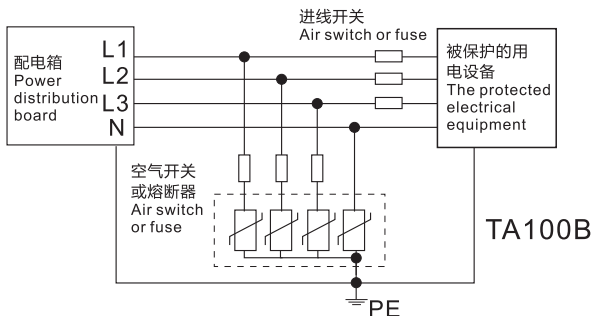 进线开关
Air switch or fuse
配电箱
Power
distribution
board
L1
L2
L3
N
被保护的用
电设备
The protected
electrical
equipment
空气开关
或熔断器
Air switch
or fuse
TA100B
PE